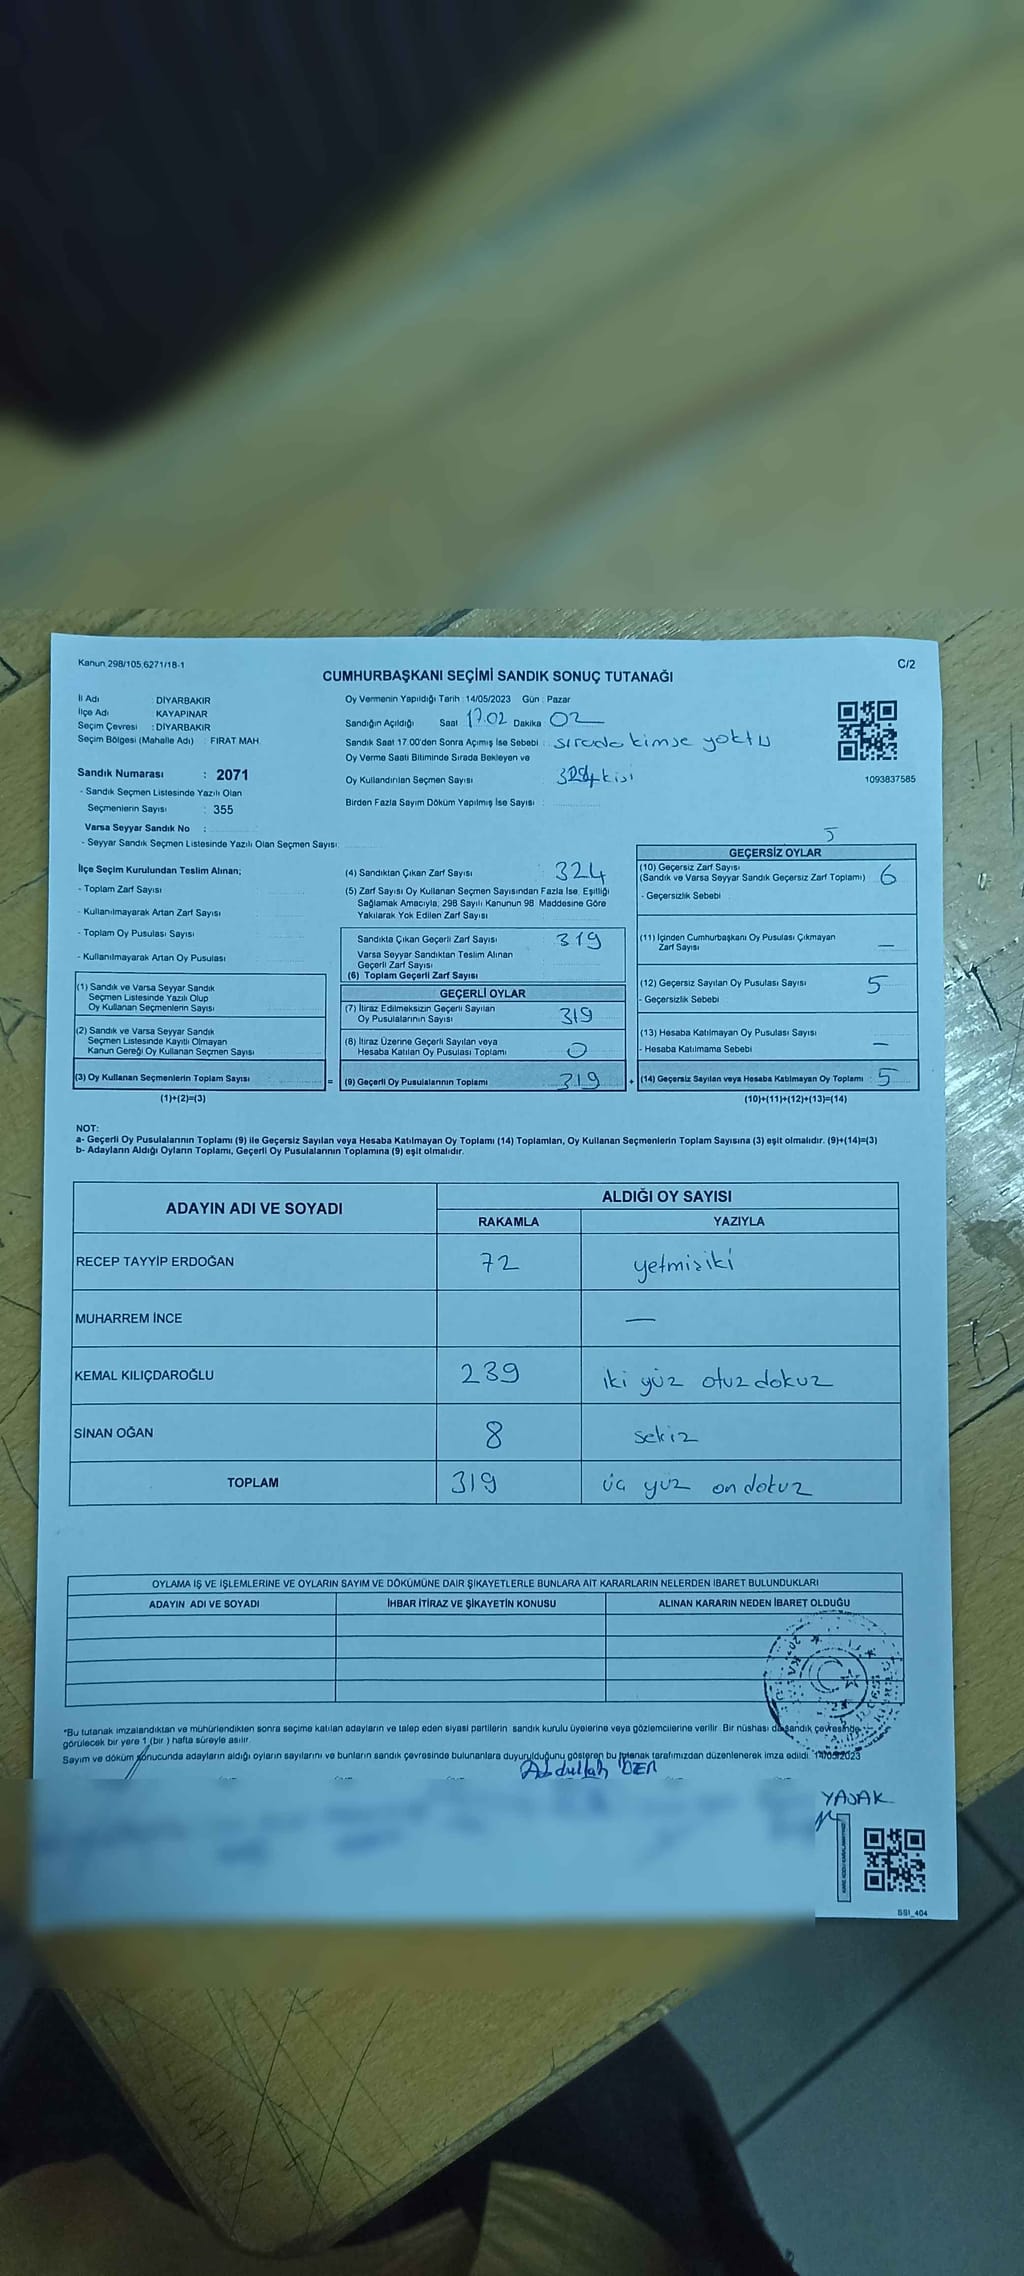 Kanun 298/105,6271/18-1
C/2
CUMHURBAŞKANI SEÇİMİ SANDIK SONUÇ TUTANAĞI
İl Adı : DİYARBAKIR
İlçe Adı : KAYAPINAR
Seçim Çevresi : DİYARBAKIR
Seçim Bölgesi (Mahalle Adı) : FIRAT MAH.
Sandık Numarası : 2071
- Sandık Seçmen Listesinde Yazılı Olan
Seçmenlerin Sayısı : 355
Varsa Seyyar Sandık No :
- Seyyar Sandık Seçmen Listesinde Yazılı Olan Seçmen Sayısı:
Oy Vermenin Yapıldığı Tarih : 14/05/2023 Gün : Pazar
Sandığın Açıldığı Saat 17.02 Dakika 02
Sandık Saat 17.00'den Sonra Açımış İse Sebebi : sırada kimse yoktu
Oy Verme Saati Bitiminde Sırada Bekleyen ve
Oy Kullandırılan Seçmen Sayısı kişi
Birden Fazla Sayım Döküm Yapılmış İse Sayısı :
1093837585
İlçe Seçim Kurulundan Teslim Alınan;
- Toplam Zarf Sayısı
- Kullanılmayarak Artan Zarf Sayısı
- Toplam Oy Pusulası Sayısı
- Kullanılmayarak Artan Oy Pusulası
(1) Sandık ve Varsa Seyyar Sandık
Seçmen Listesinde Yazılı Olup
Oy Kullanan Seçmenlerin Sayısı
(2) Sandık ve Varsa Seyyar Sandık
Seçmen Listesinde Kayıtlı Olmayan
Kanun Gereği Oy Kullanan Seçmen Sayısı
(3) Oy Kullanan Seçmenlerin Toplam Sayısı
(1)+(2)=(3)
(4) Sandıktan Çıkan Zarf Sayısı 324
(5) Zarf Sayısı Oy Kullanan Seçmen Sayısından Fazla İse, Eşitliği
Sağlamak Amacıyla, 298 Sayılı Kanunun 98. Maddesine Göre
Yakılarak Yok Edilen Zarf Sayısı
Sandıkta Çıkan Geçerli Zarf Sayısı 319
Varsa Seyyar Sandıktan Teslim Alınan
Geçerli Zarf Sayısı
(6) Toplam Geçerli Zarf Sayısı
GEÇERLİ OYLAR
(7) İtiraz Edilmeksizin Geçerli Sayılan
Oy Pusulalarının Sayısı 319
(8) İtiraz Üzerine Geçerli Sayılan veya
Hesaba Katılan Oy Pusulası Toplamı 0
= (9) Geçerli Oy Pusulalarının Toplamı 319
5
GEÇERSİZ OYLAR
(10) Geçersiz Zarf Sayısı
(Sandık ve Varsa Seyyar Sandık Geçersiz Zarf Toplamı) 6
- Geçersizlik Sebebi
(11) İçinden Cumhurbaşkanı Oy Pusulası Çıkmayan
Zarf Sayısı —
(12) Geçersiz Sayılan Oy Pusulası Sayısı 5
- Geçersizlik Sebebi
(13) Hesaba Katılmayan Oy Pusulası Sayısı
- Hesaba Katılmama Sebebi —
+ (14) Geçersiz Sayılan veya Hesaba Katılmayan Oy Toplamı 5
(10)+(11)+(12)+(13)=(14)
NOT:
a- Geçerli Oy Pusulalarının Toplamı (9) ile Geçersiz Sayılan veya Hesaba Katılmayan Oy Toplamı (14) Toplamları, Oy Kullanan Seçmenlerin Toplam Sayısına (3) eşit olmalıdır. (9)+(14)=(3)
b- Adayların Aldığı Oyların Toplamı, Geçerli Oy Pusulalarının Toplamına (9) eşit olmalıdır.
ADAYIN ADI VE SOYADI
ALDIĞI OY SAYISI
RAKAMLA YAZIYLA
RECEP TAYYİP ERDOĞAN 72 yetmişiki
MUHARREM İNCE —
KEMAL KILIÇDAROĞLU 239 iki yüz otuz dokuz
SİNAN OĞAN 8 sekiz
TOPLAM 319 üç yüz on dokuz
OYLAMA İŞ VE İŞLEMLERİNE VE OYLARIN SAYIM VE DÖKÜMÜNE DAİR ŞİKAYETLERLE BUNLARA AİT KARARLARIN NELERDEN İBARET BULUNDUKLARI
ADAYIN ADI VE SOYADI İHBAR İTİRAZ VE ŞİKAYETİN KONUSU ALINAN KARARIN NEDEN İBARET OLDUĞU
*Bu tutanak imzalandıktan ve mühürlendikten sonra seçime katılan adayların ve talep eden siyasi partilerin sandık kurulu üyelerine veya gözlemcilerine verilir. Bir nüshası da sandık çevresinde
görülecek bir yere 1 (bir ) hafta süreyle asılır.
Sayım ve döküm sonucunda adayların aldığı oyların sayılarını ve bunların sandık çevresinde bulunanlara duyurulduğunu gösteren bu tutanak tarafımızdan düzenlenerek imza edildi. 14/05/2023
Abdullah
YAŞAK
SSI_404